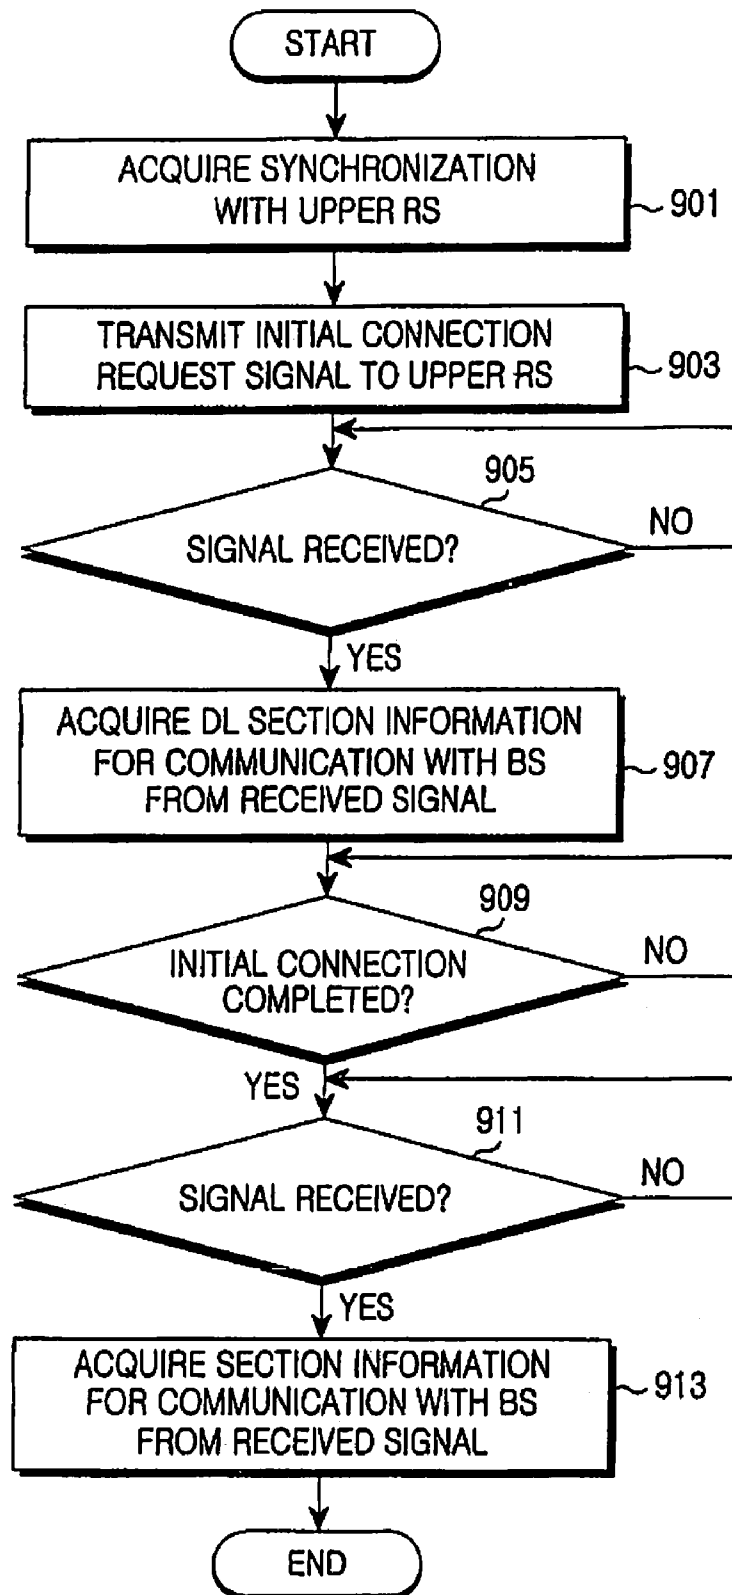 START
ACQUIRE SYNCHRONIZATION
WITH UPPER RS
901
TRANSMIT INITIAL CONNECTION
REQUEST SIGNAL TO UPPER RS
903
905
SIGNAL RECEIVED?
NO
YES
ACQUIRE DL SECTION INFORMATION
FOR COMMUNICATION WITH BS
FROM RECEIVED SIGNAL
907
909
INITIAL CONNECTION
COMPLETED?
NO
YES
911
SIGNAL RECEIVED?
NO
YES
ACQUIRE SECTION INFORMATION
FOR COMMUNICATION WITH BS
FROM RECEIVED SIGNAL
913
END